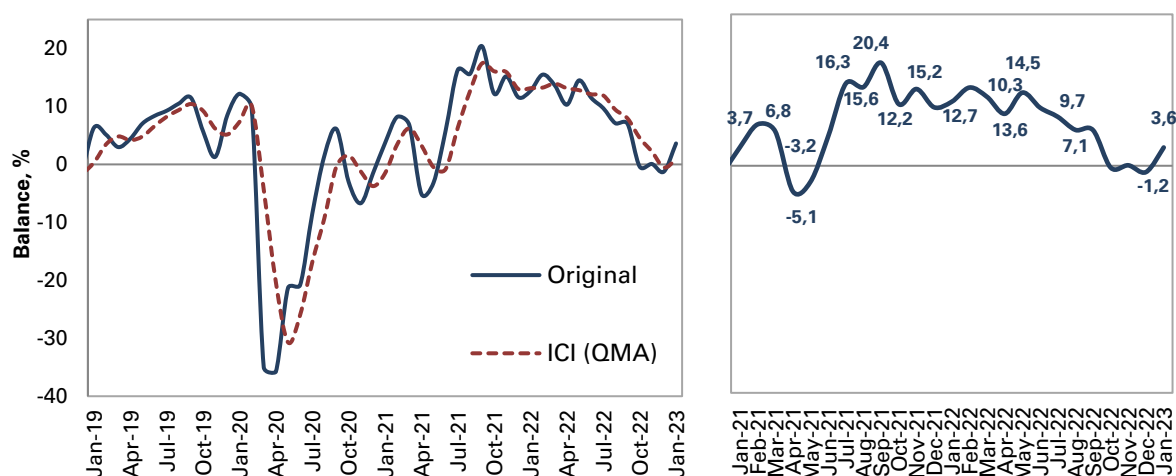 Balance, %
20
10
0
-10
-20
-30
-40
Original
ICI (QMA)
Jan-19
Apr-19
Jul-19
Oct-19
Jan-20
Apr-20
Jul-20
Oct-20
Jan-21
Apr-21
Jul-21
Oct-21
Jan-22
Apr-22
Jul-22
Oct-22
Jan-23
3,7
6,8
-3,2
-5,1
16,3
15,6
20,4
12,2
15,2
12,7
10,3
13,6
14,5
9,7
7,1
-1,2
3,6
Jan-21
Feb-21
Mar-21
Apr-21
May-21
Jun-21
Jul-21
Aug-21
Sep-21
Oct-21
Nov-21
Dec-21
Jan-22
Feb-22
Mar-22
Apr-22
May-22
Jun-22
Jul-22
Aug-22
Sep-22
Oct-22
Nov-22
Dec-22
Jan-23